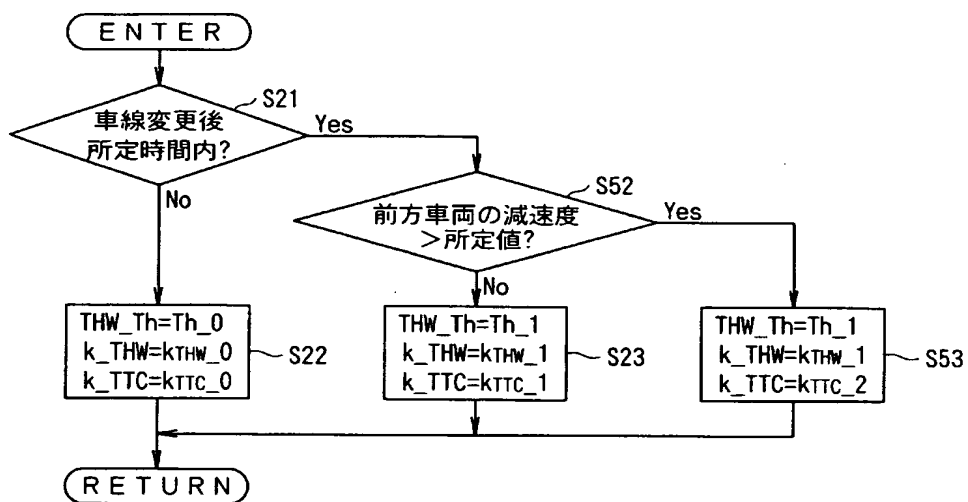 ENTER
S21
車線変更後
所定時間内?
Yes
No
S52
前方車両の減速度
>所定値?
Yes
No
THW_Th=Th_0
k_THW=kTHW_0
k_TTC=kTTC_0
S22
THW_Th=Th_1
k_THW=kTHW_1
k_TTC=kTTC_1
S23
THW_Th=Th_1
k_THW=kTHW_1
k_TTC=kTTC_2
S53
RETURN